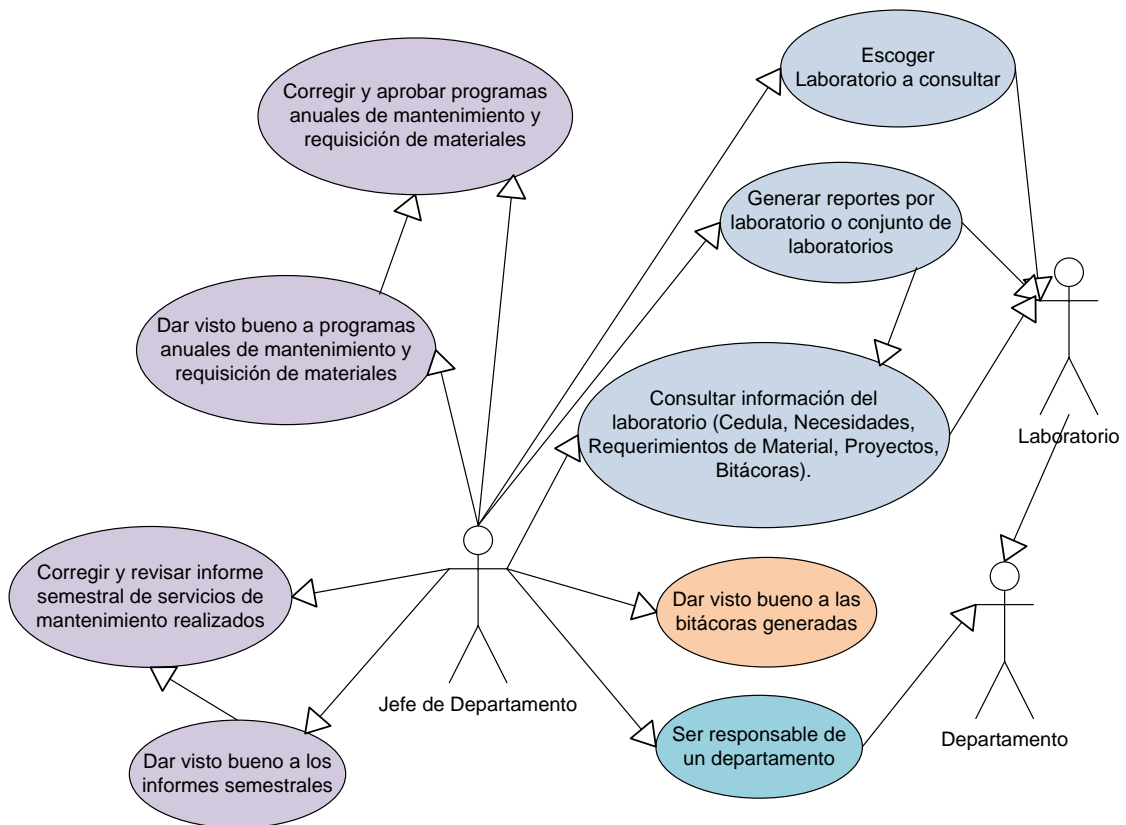 Escoger
Laboratorio a consultar
Corregir y aprobar programas
anuales de mantenimiento y
requisición de materiales
Generar reportes por
laboratorio o conjunto de
laboratorios
Dar visto bueno a programas
anuales de mantenimiento y
requisición de materiales
Consultar información del
laboratorio (Cedula, Necesidades,
Requerimientos de Material, Proyectos,
Bitácoras).
Laboratorio
Corregir y revisar informe
semestral de servicios de
mantenimiento realizados
Dar visto bueno a las
bitácoras generadas
Jefe de Departamento
Ser responsable de
un departamento
Departamento
Dar visto bueno a los
informes semestrales